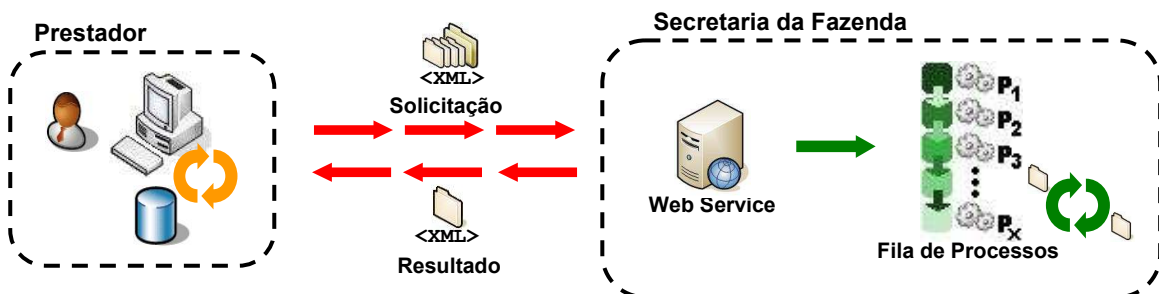 Prestador
Secretaria da Fazenda
<XML>
Solicitação
P1
P2
P3
Px
Web Service
Fila de Processos
<XML>
Resultado